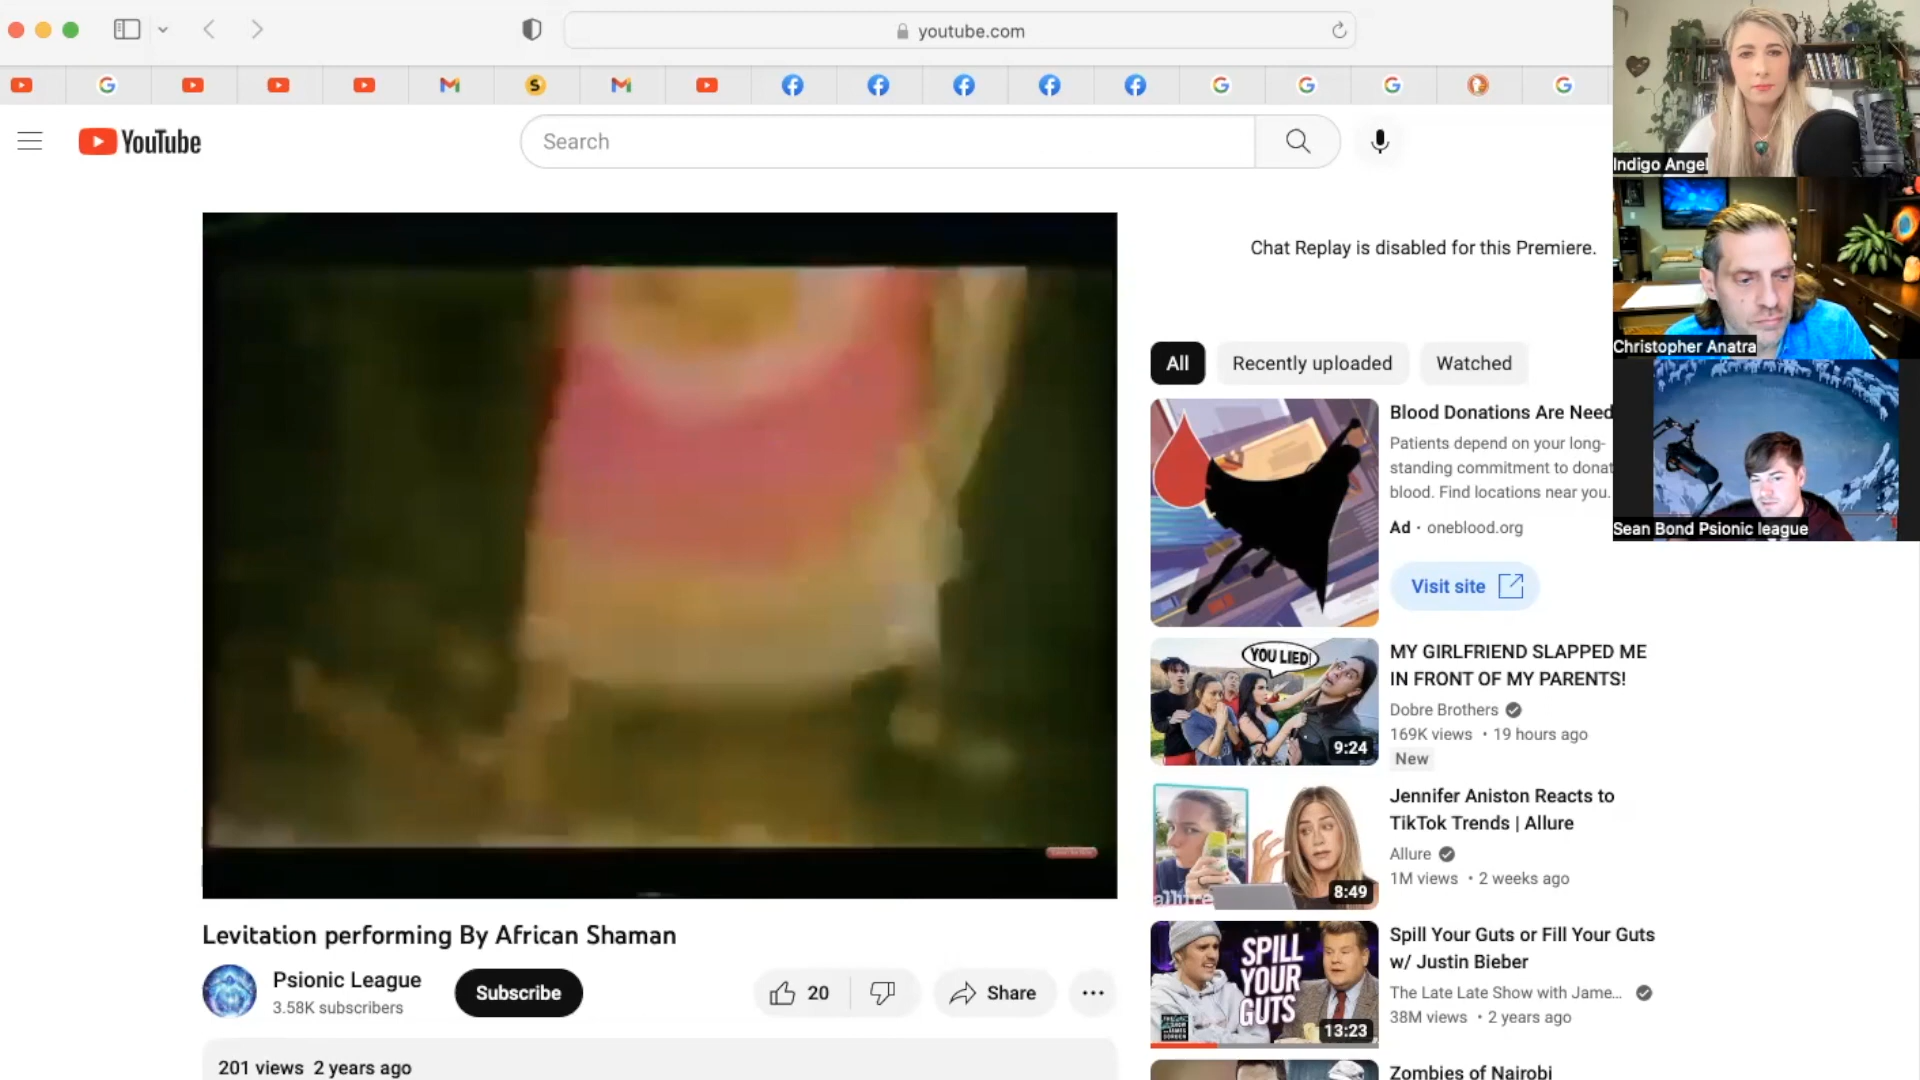 youtube.com
YouTube
Search
Chat Replay is disabled for this Premiere.
All
Recently uploaded
Watched
Blood Donations Are Need
Patients depend on your long-
standing commitment to donat
blood. Find locations near you.
Ad · oneblood.org
Visit site
YOU LIED!
9:24
MY GIRLFRIEND SLAPPED ME
IN FRONT OF MY PARENTS!
Dobre Brothers
169K views • 19 hours ago
New
allure
8:49
Jennifer Aniston Reacts to
TikTok Trends | Allure
Allure
1M views • 2 weeks ago
SPILL
YOUR
GUTS
13:23
Spill Your Guts or Fill Your Guts
w/ Justin Bieber
The Late Late Show with Jame...
38M views • 2 years ago
Zombies of Nairobi
Levitation performing By African Shaman
Psionic League
3.58K subscribers
Subscribe
20
Share
201 views 2 years ago
Indigo Angel
Christopher Anatra
Sean Bond Psionic league